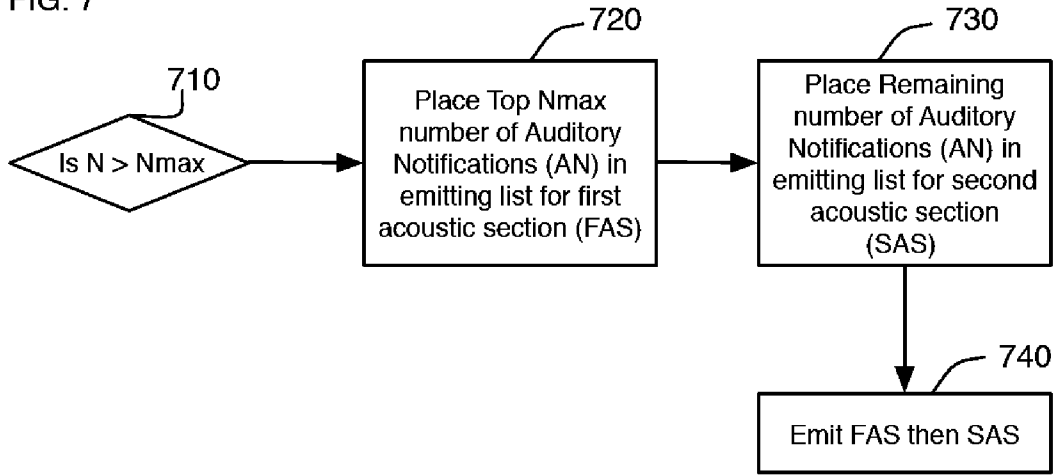 FIG. 7
710
Is N > Nmax
720
Place Top Nmax
number of Auditory
Notifications (AN) in
emitting list for first
acoustic section (FAS)
730
Place Remaining
number of Auditory
Notifications (AN) in
emitting list for second
acoustic section
(SAS)
740
Emit FAS then SAS